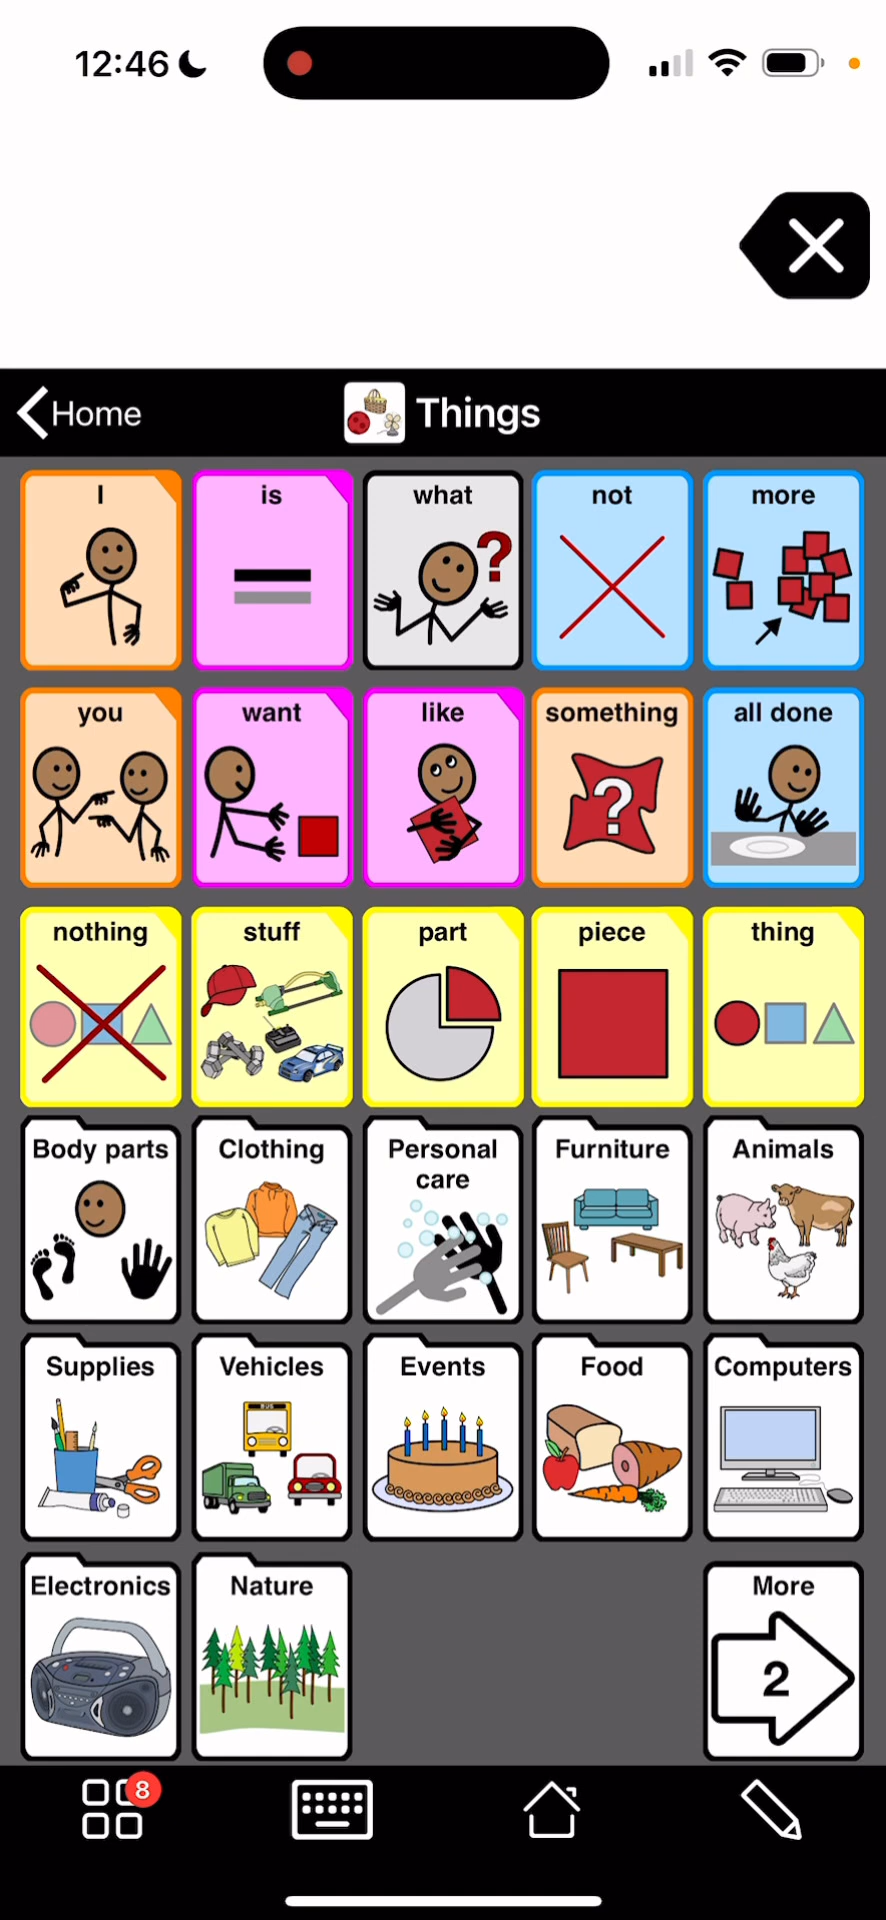 12:46
Home
Things
I
is
what
?
not
more
you
want
like
something
?
all done
nothing
stuff
part
piece
thing
Body parts
Clothing
Personal
care
Furniture
Animals
Supplies
Vehicles
BUS
Events
Food
Computers
Electronics
Nature
More
2
8